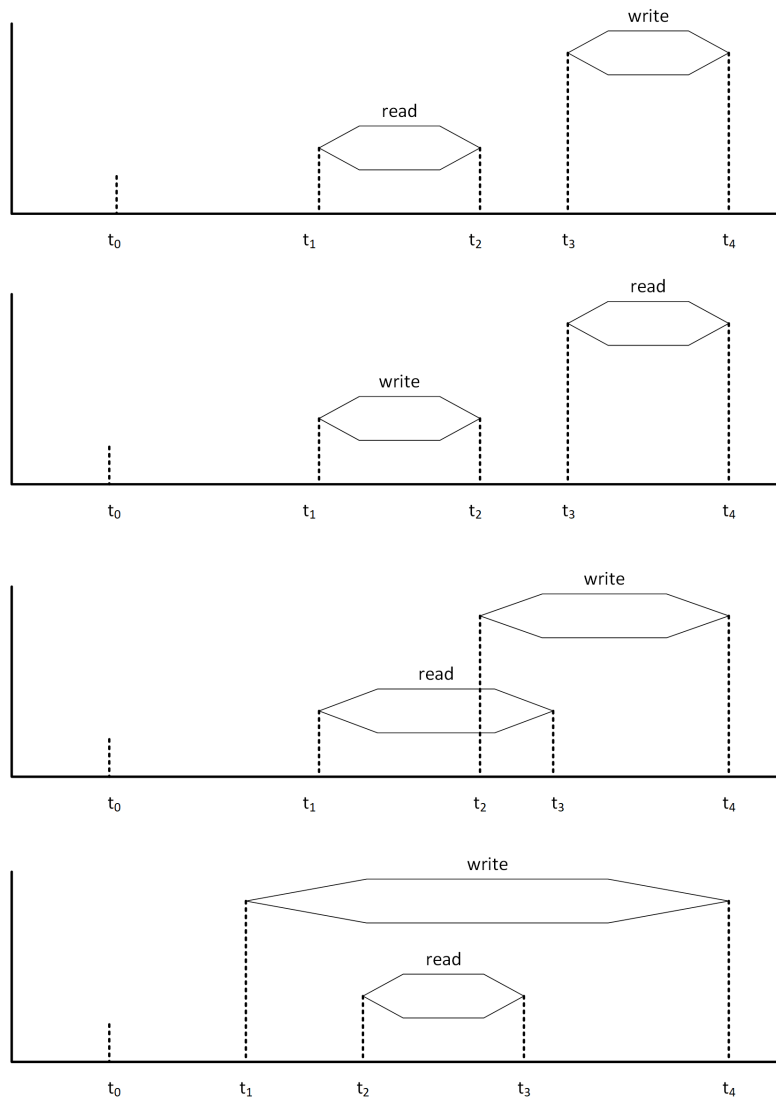 write
read
t₀ t₁ t₂ t₃ t₄
read
write
t₀ t₁ t₂ t₃ t₄
write
read
t₀ t₁ t₂ t₃ t₄
write
read
t₀ t₁ t₂ t₃ t₄